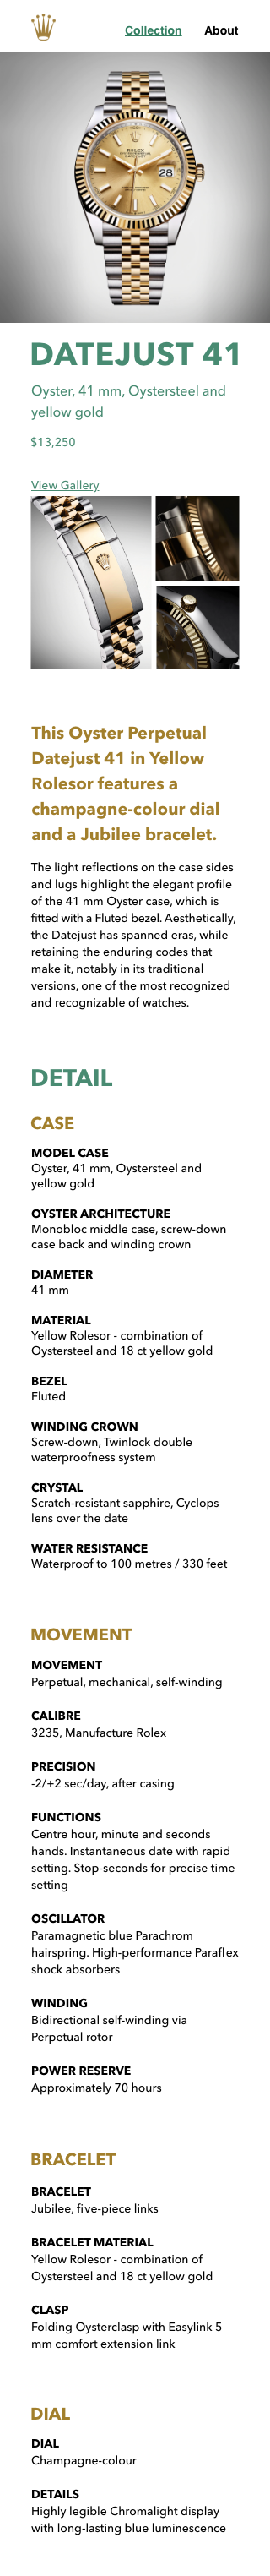 Collection About
ROLEX
28
DATEJUST 41
Oyster, 41 mm, Oystersteel and
yellow gold
$13,250
View Gallery
This Oyster Perpetual
Datejust 41 in Yellow
Rolesor features a
champagne-colour dial
and a Jubilee bracelet.
The light reflections on the case sides
and lugs highlight the elegant profile
of the 41 mm Oyster case, which is
fitted with a Fluted bezel. Aesthetically,
the Datejust has spanned eras, while
retaining the enduring codes that
make it, notably in its traditional
versions, one of the most recognized
and recognizable of watches.
DETAIL
CASE
MODEL CASE
Oyster, 41 mm, Oystersteel and
yellow gold
OYSTER ARCHITECTURE
Monobloc middle case, screw-down
case back and winding crown
DIAMETER
41 mm
MATERIAL
Yellow Rolesor - combination of
Oystersteel and 18 ct yellow gold
BEZEL
Fluted
WINDING CROWN
Screw-down, Twinlock double
waterproofness system
CRYSTAL
Scratch-resistant sapphire, Cyclops
lens over the date
WATER RESISTANCE
Waterproof to 100 metres / 330 feet
MOVEMENT
MOVEMENT
Perpetual, mechanical, self-winding
CALIBRE
3235, Manufacture Rolex
PRECISION
-2/+2 sec/day, after casing
FUNCTIONS
Centre hour, minute and seconds
hands. Instantaneous date with rapid
setting. Stop-seconds for precise time
setting
OSCILLATOR
Paramagnetic blue Parachrom
hairspring. High-performance Paraflex
shock absorbers
WINDING
Bidirectional self-winding via
Perpetual rotor
POWER RESERVE
Approximately 70 hours
BRACELET
BRACELET
Jubilee, five-piece links
BRACELET MATERIAL
Yellow Rolesor - combination of
Oystersteel and 18 ct yellow gold
CLASP
Folding Oysterclasp with Easylink 5
mm comfort extension link
DIAL
DIAL
Champagne-colour
DETAILS
Highly legible Chromalight display
with long-lasting blue luminescence